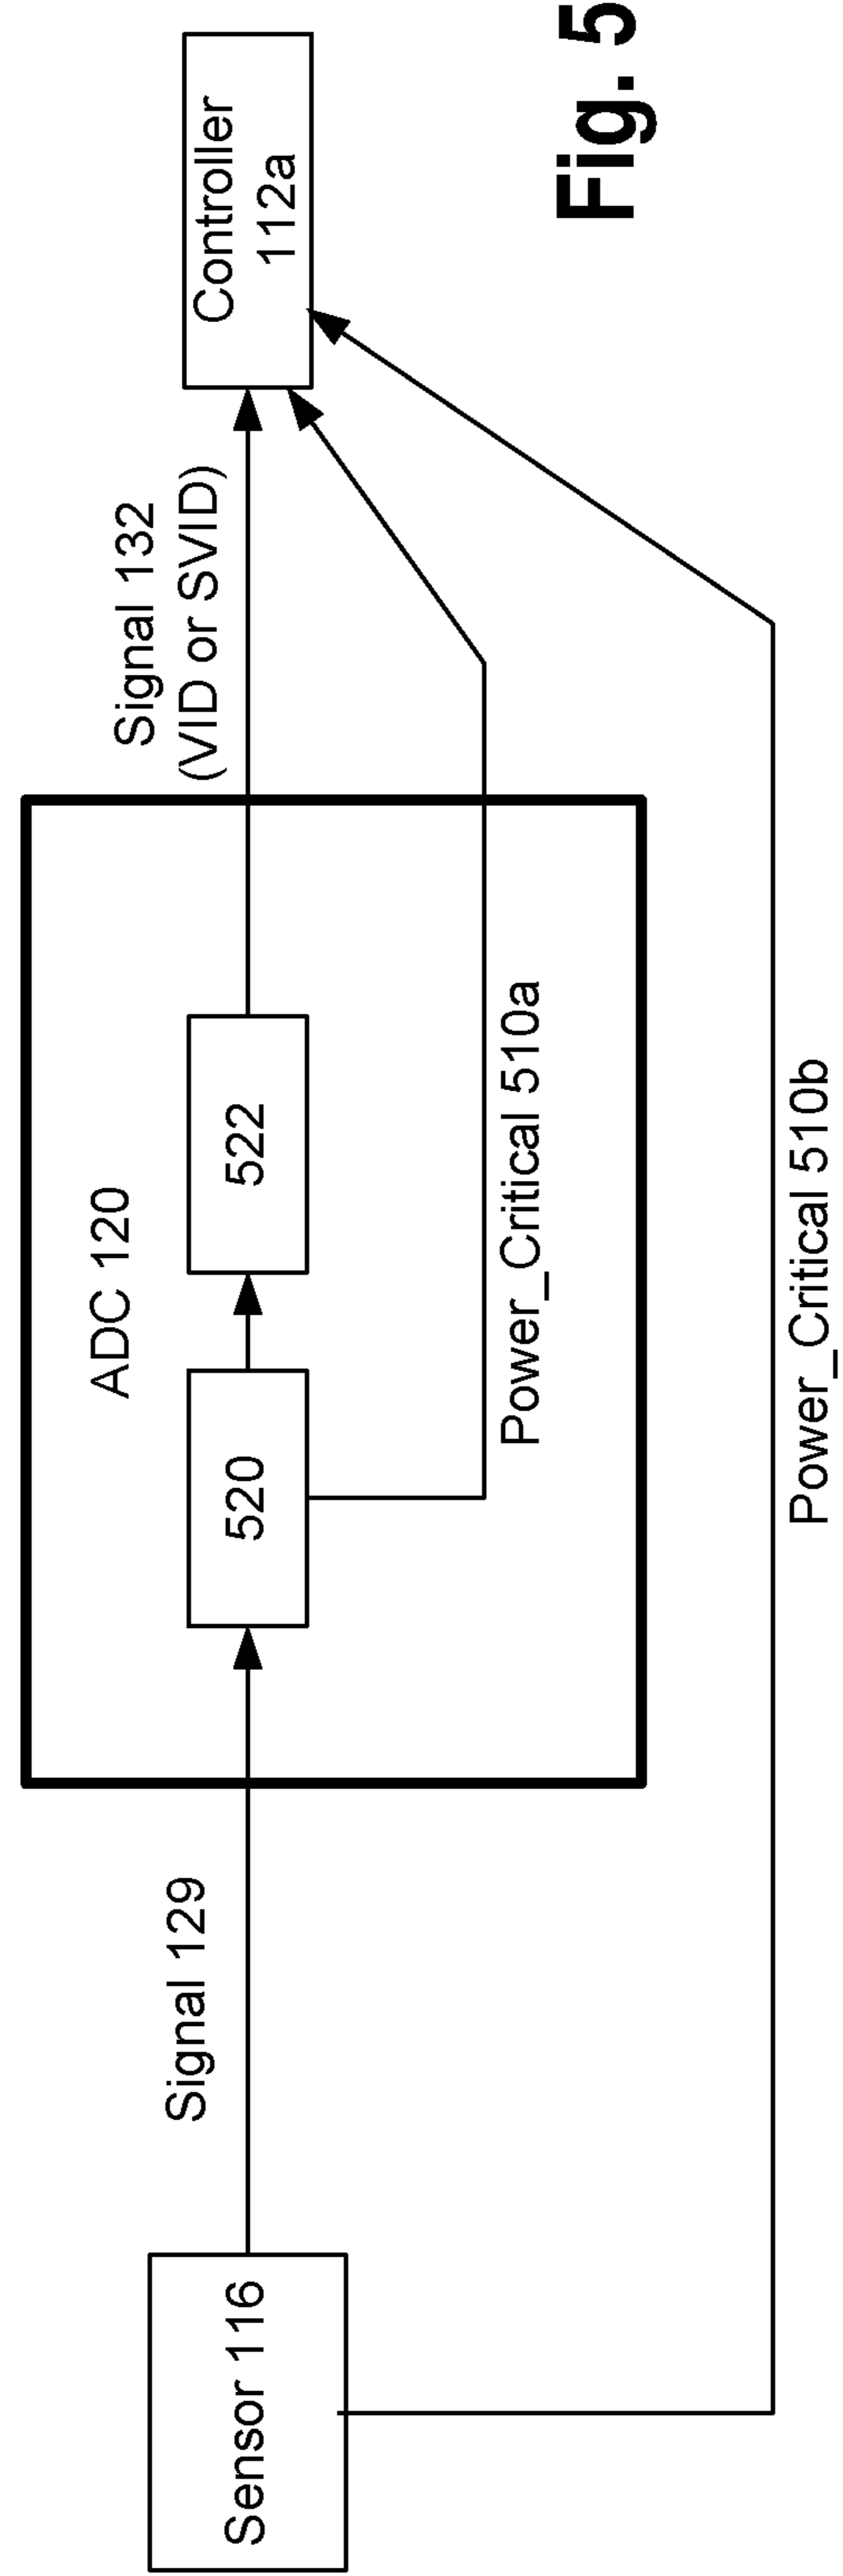 Sensor 116
Signal 129
ADC 120
520
522
Power_Critical 510a
Power_Critical 510b
Signal 132
(VID or SVID)
Controller
112a
Fig. 5